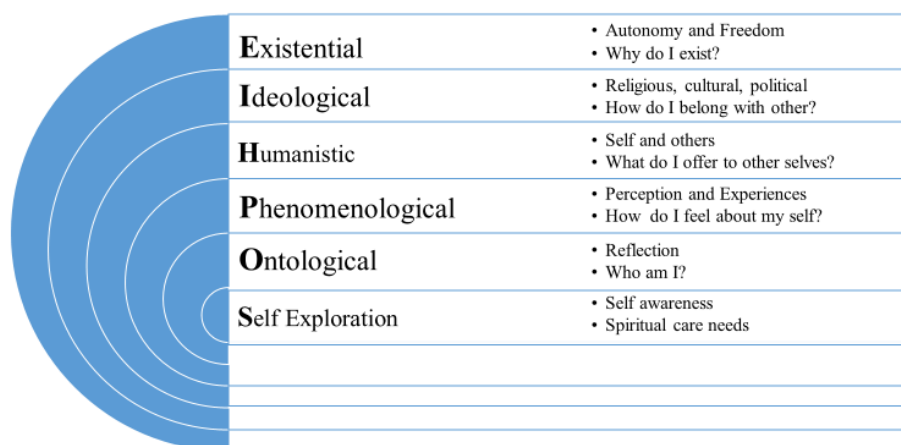 Existential
• Autonomy and Freedom
• Why do I exist?
Ideological
• Religious, cultural, political
• How do I belong with other?
Humanistic
• Self and others
• What do I offer to other selves?
Phenomenological
• Perception and Experiences
• How do I feel about my self?
Ontological
• Reflection
• Who am I?
Self Exploration
• Self awareness
• Spiritual care needs